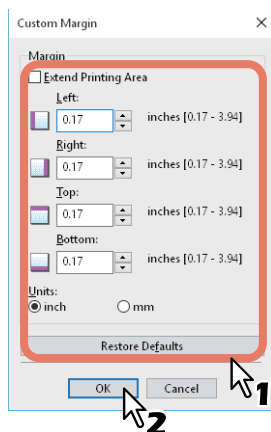 Custom Margin
Margin
Extend Printing Area
Left:
0.17 inches [0.17 - 3.94]
Right:
0.17 inches [0.17 - 3.94]
Top:
0.17 inches [0.17 - 3.94]
Bottom:
0.17 inches [0.17 - 3.94]
Units:
inch mm
Restore Defaults
1
OK Cancel
2